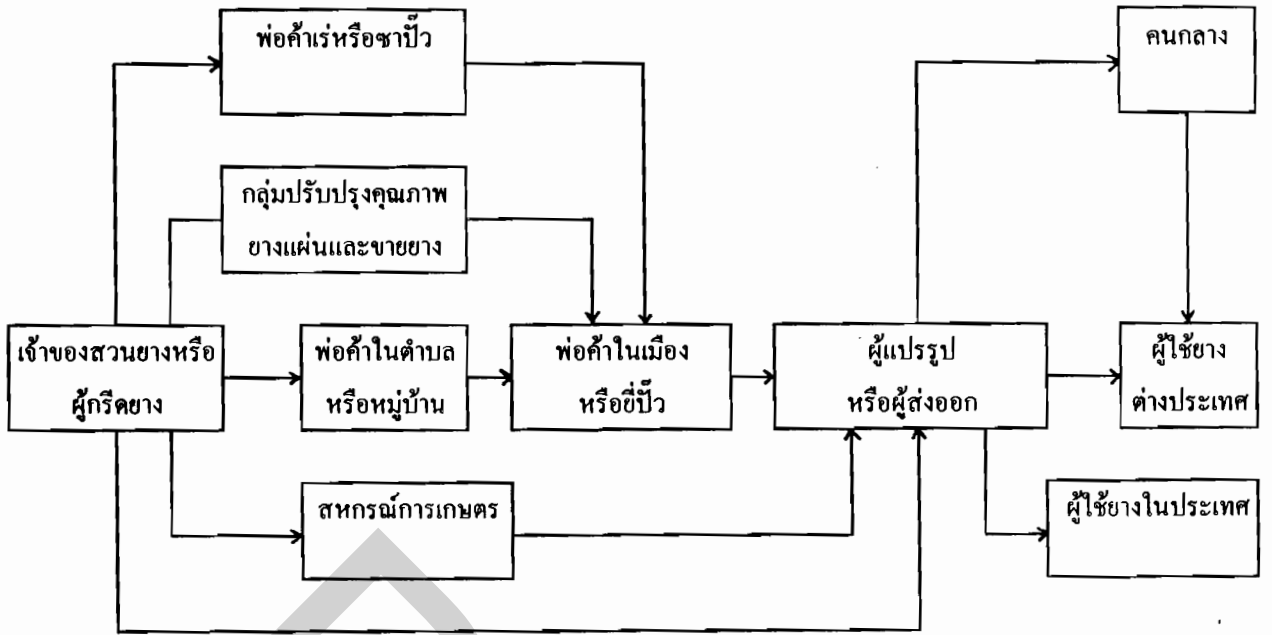 พ่อค้าเร่หรือซาปั๊ว
คนกลาง
กลุ่มปรับปรุงคุณภาพ
ยางแผ่นและขายยาง
เจ้าของสวนยางหรือ
ผู้กรีดยาง
พ่อค้าในตำบล
หรือหมู่บ้าน
พ่อค้าในเมือง
หรือยี่ปั๊ว
ผู้แปรรูป
หรือผู้ส่งออก
ผู้ใช้ยาง
ต่างประเทศ
สหกรณ์การเกษตร
ผู้ใช้ยางในประเทศ